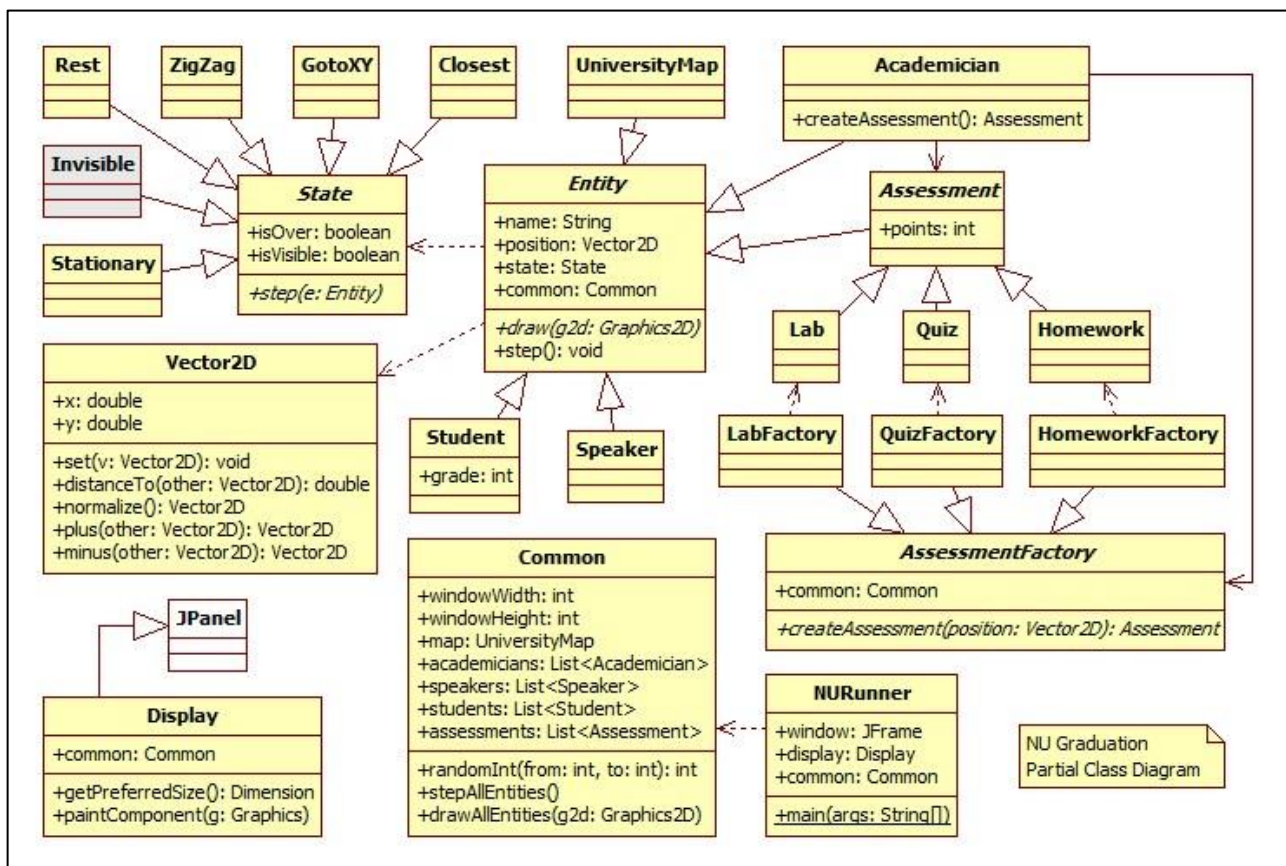 Rest
ZigZag
GotoXY
Closest
UniversityMap
Academician
+createAssessment(): Assessment
Invisible
Stationary
State
+isOver: boolean
+isVisible: boolean
+step(e: Entity)
Entity
+name: String
+position: Vector2D
+state: State
+common: Common
+draw(g2d: Graphics2D)
+step(): void
Assessment
+points: int
Lab
Quiz
Homework
Vector2D
+x: double
+y: double
+set(v: Vector2D): void
+distanceTo(other: Vector2D): double
+normalize(): Vector2D
+plus(other: Vector2D): Vector2D
+minus(other: Vector2D): Vector2D
Student
+grade: int
Speaker
LabFactory
QuizFactory
HomeworkFactory
AssessmentFactory
+common: Common
+createAssessment(position: Vector2D): Assessment
JPanel
Display
+common: Common
+getPreferredSize(): Dimension
+paintComponent(g: Graphics)
Common
+windowWidth: int
+windowHeight: int
+map: UniversityMap
+academicians: List<Academician>
+speakers: List<Speaker>
+students: List<Student>
+assessments: List<Assessment>
+randomInt(from: int, to: int): int
+stepAllEntities()
+drawAllEntities(g2d: Graphics2D)
NURunner
+window: JFrame
+display: Display
+common: Common
+main(args: String[])
NU Graduation
Partial Class Diagram